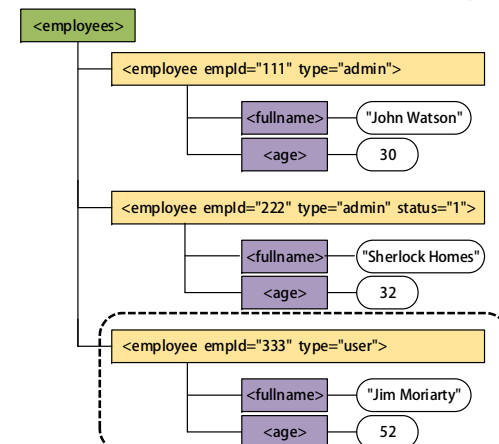 <employees>
<employee empId="111" type="admin">
<fullname> "John Watson"
<age> 30
<employee empId="222" type="admin" status="1">
<fullname> "Sherlock Homes"
<age> 32
<employee empId="333" type="user">
<fullname> "Jim Moriarty"
<age> 52